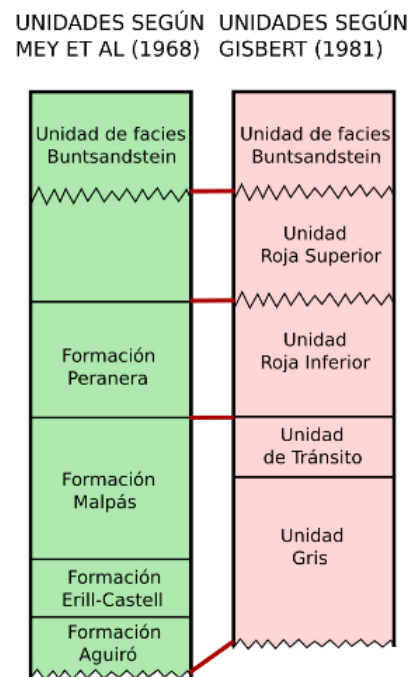 UNIDADES SEGÚN
MEY ET AL (1968)
UNIDADES SEGÚN
GISBERT (1981)
Unidad de facies
Buntsandstein
Formación
Peranera
Formación
Malpás
Formación
Erill-Castell
Formación
Aguiró
Unidad de facies
Buntsandstein
Unidad
Roja Superior
Unidad
Roja Inferior
Unidad
de Tránsito
Unidad
Gris